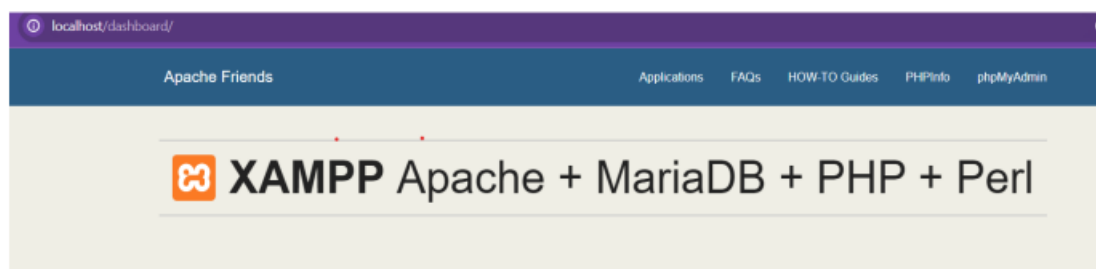 localhost/dashboard/
Apache Friends Applications FAQs HOW-TO Guides PHPInfo phpMyAdmin
XAMPP Apache + MariaDB + PHP + Perl